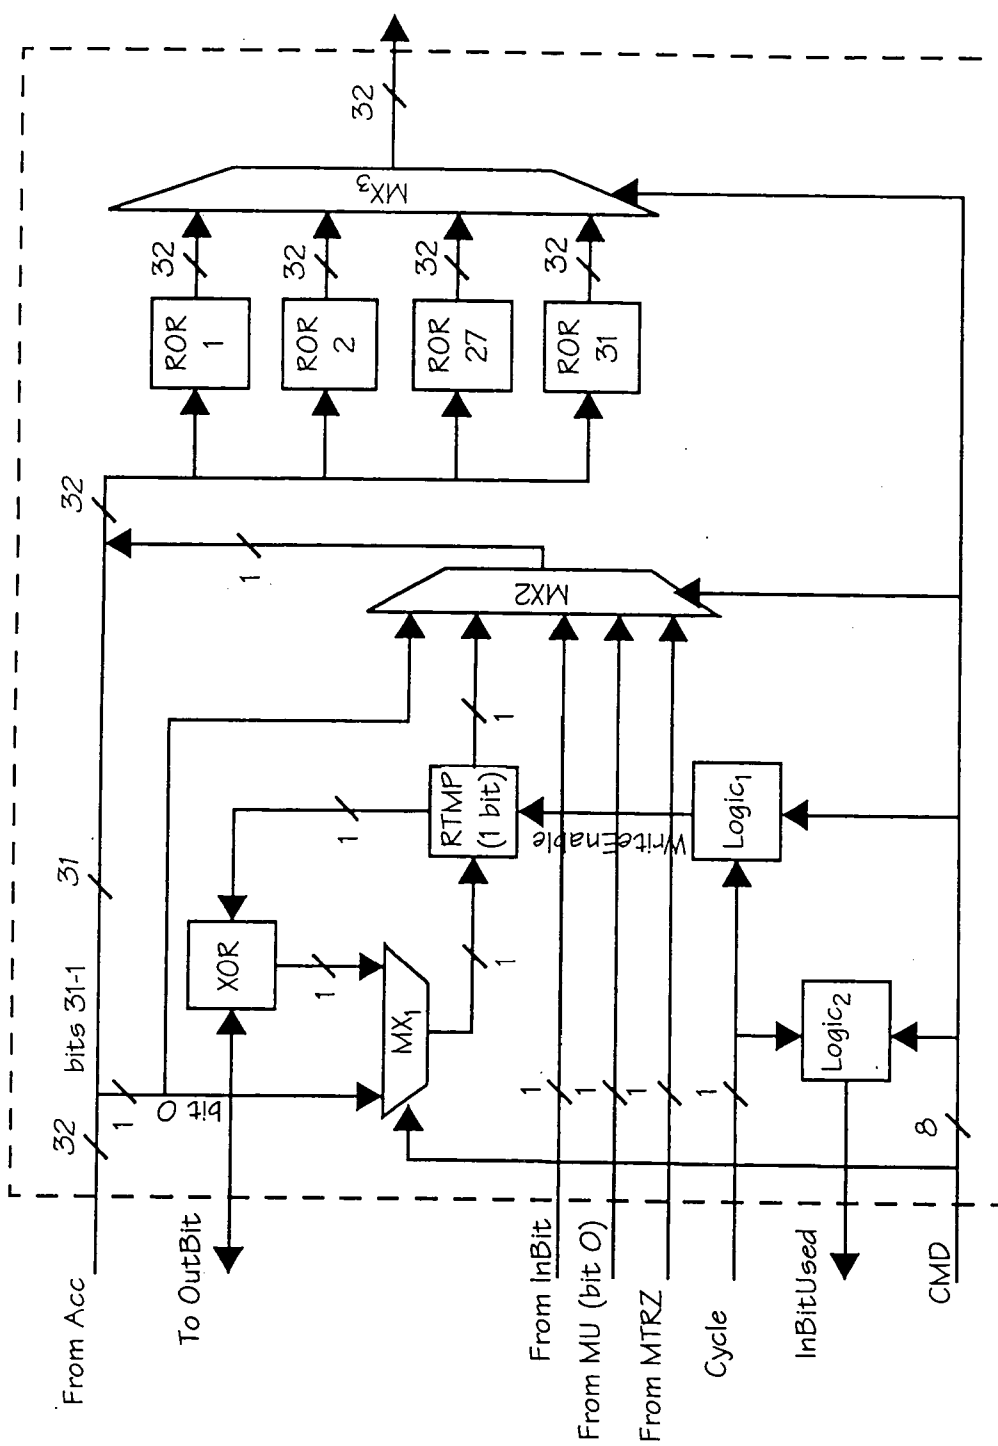 From Acc
32
1
bit 0
bits 31-1
31
32
To OutBit
XOR
1
1
MX1
1
RTMP
(1 bit)
1
1
MX2
From InBit
1
From MU (bit 0)
1
From MTRZ
1
Cycle
1
WriteEnable
Logic1
InBitUsed
Logic2
CMD
8
ROR
1
32
ROR
2
32
ROR
27
32
ROR
31
32
MX3
32